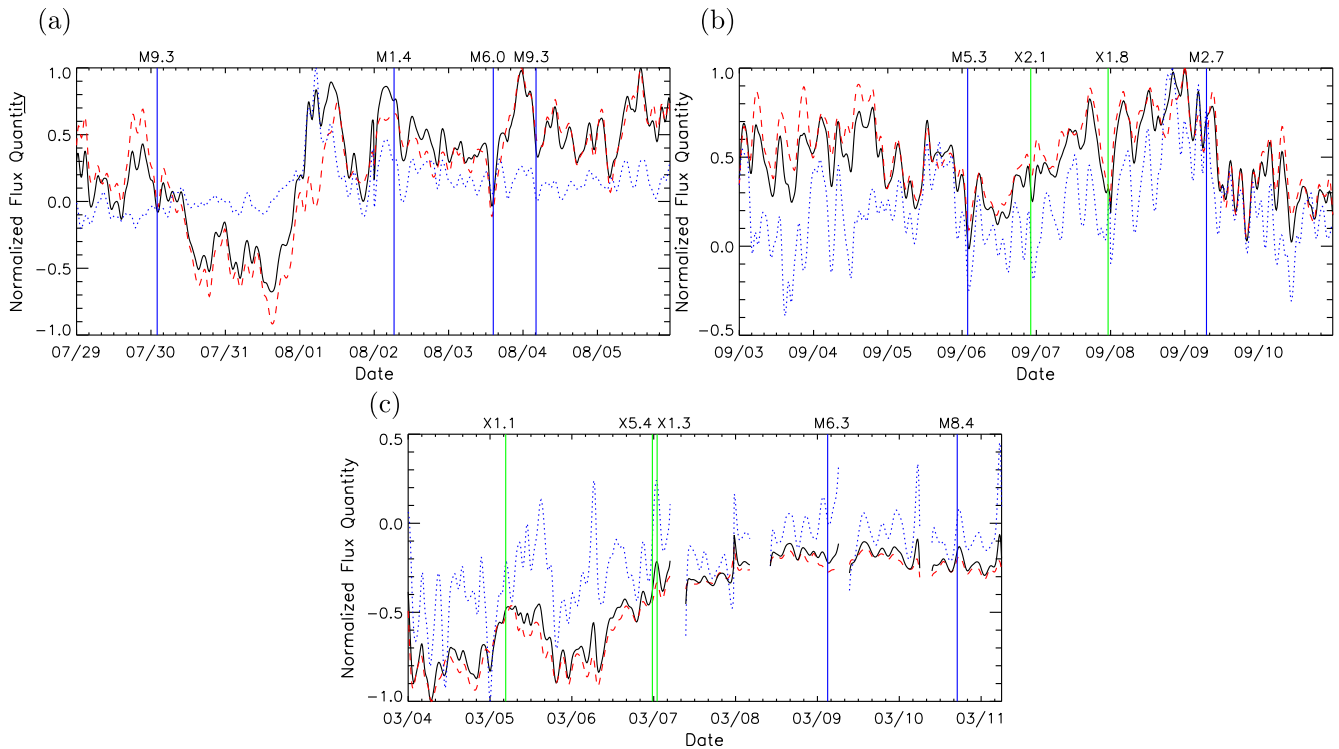 (a)
M9.3 M1.4 M6.0 M9.3
Normalized Flux Quantity
1.0
0.5
0.0
−0.5
−1.0
07/29 07/30 07/31 08/01 08/02 08/03 08/04 08/05
Date
(b)
M5.3 X2.1 X1.8 M2.7
Normalized Flux Quantity
1.0
0.5
0.0
−0.5
09/03 09/04 09/05 09/06 09/07 09/08 09/09 09/10
Date
(c)
X1.1 X5.4 X1.3 M6.3 M8.4
Normalized Flux Quantity
0.5
0.0
−0.5
−1.0
03/04 03/05 03/06 03/07 03/08 03/09 03/10 03/11
Date